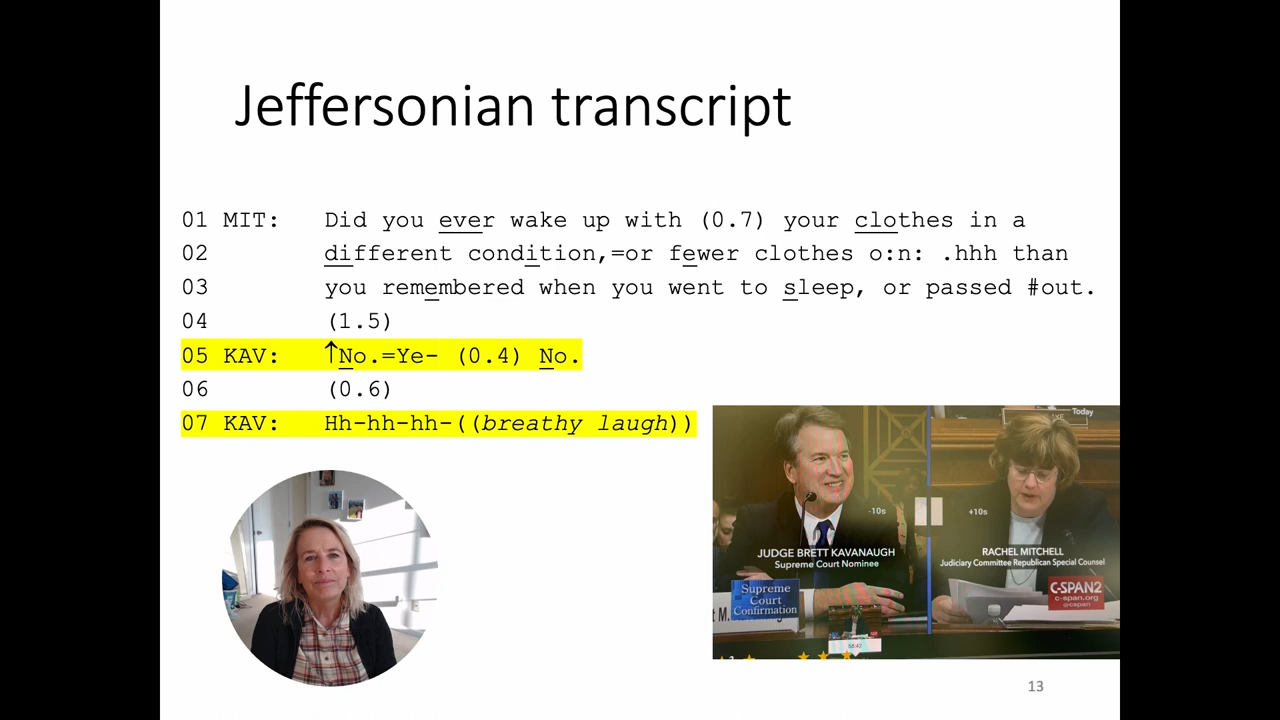 Jeffersonian transcript
01 MIT: Did you ever wake up with (0.7) your clothes in a
02 different condition,=or fewer clothes o:n: .hhh than
03 you remembered when you went to sleep, or passed #out.
04 (1.5)
05 KAV: ↑No.=Ye- (0.4) No.
06 (0.6)
07 KAV: Hh-hh-hh-((breathy laugh))
Today
-10s
+10s
JUDGE BRETT KAVANAUGH
Supreme Court Nominee
RACHEL MITCHELL
Judiciary Committee Republican Special Counsel
Supreme
Court
Confirmation
C-SPAN2
c-span.org
@cspan
13